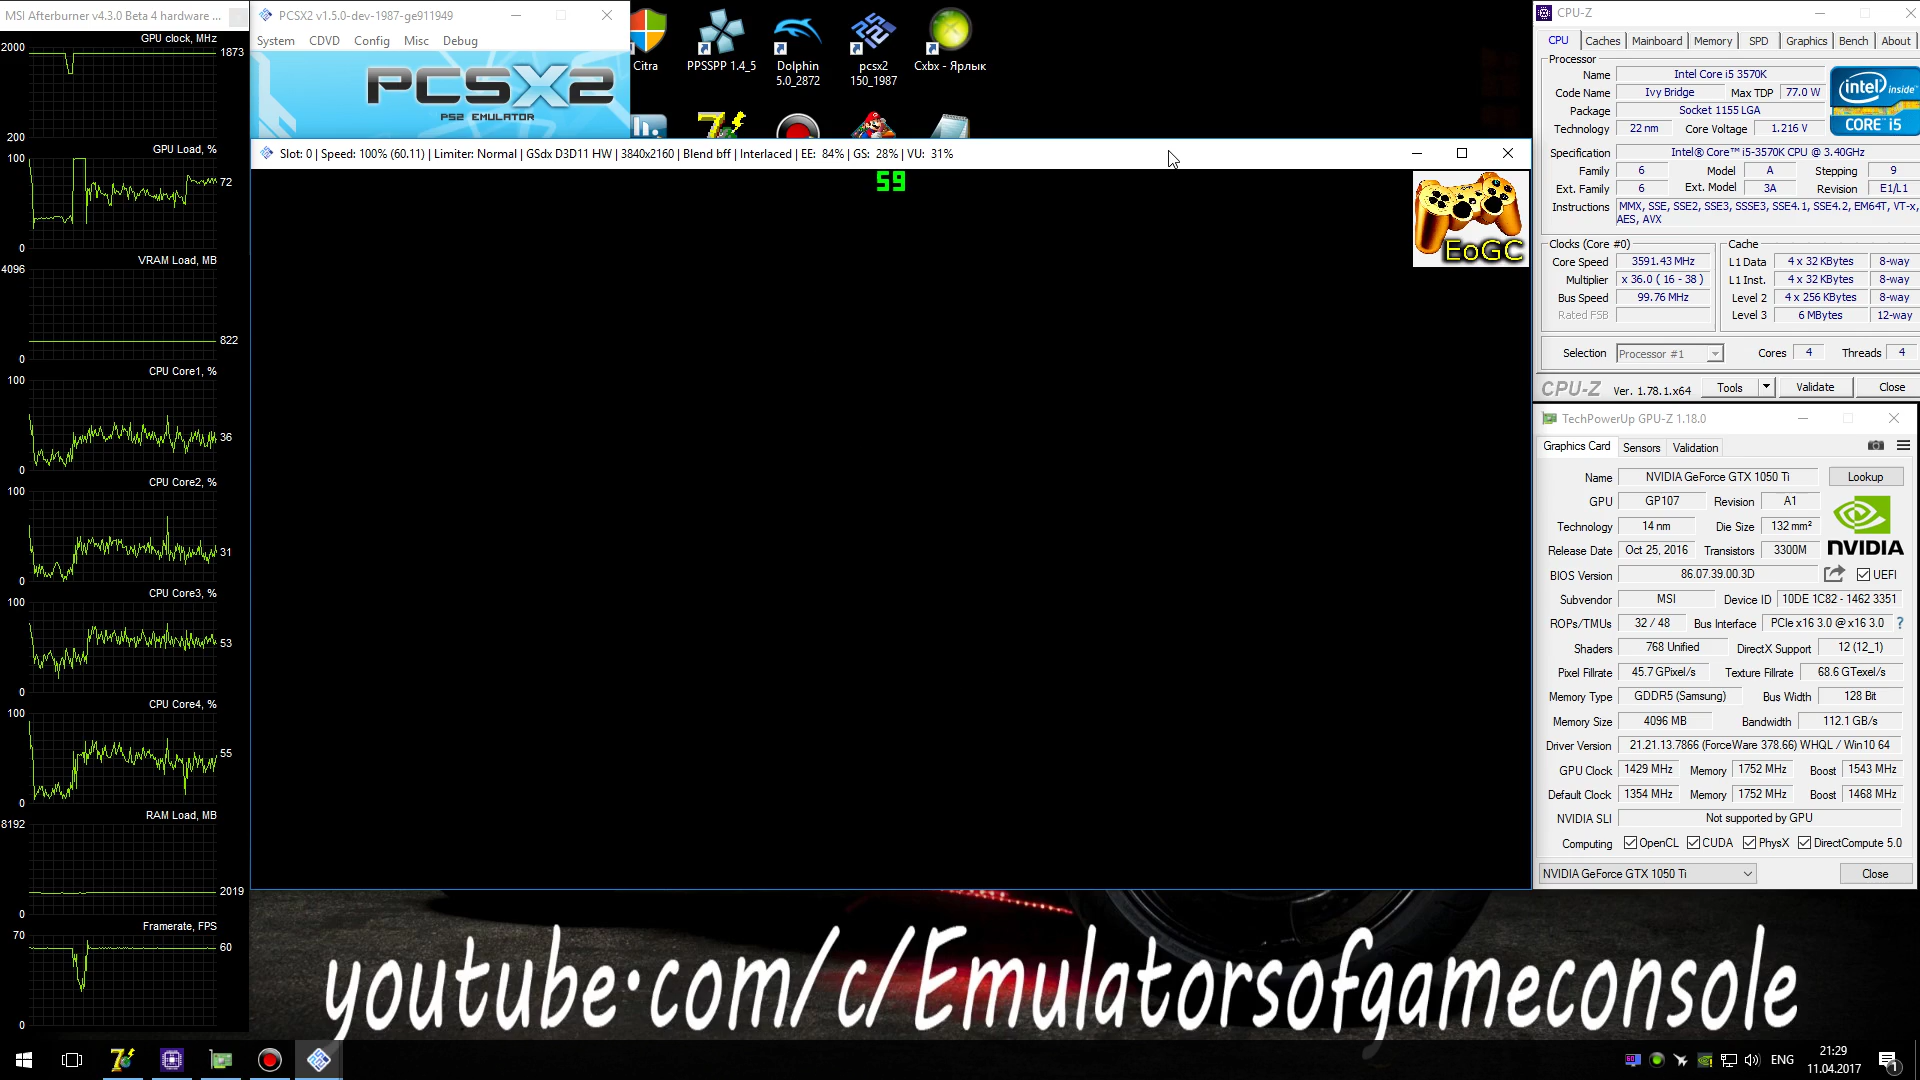 MSI Afterburner v4.3.0 Beta 4 hardware ...
GPU clock, MHz
2000
1873
200
GPU Load, %
100
72
0
VRAM Load, MB
4096
822
0
CPU Core1, %
100
36
0
CPU Core2, %
100
31
0
CPU Core3, %
100
53
0
CPU Core4, %
100
55
0
RAM Load, MB
8192
2019
0
Framerate, FPS
70
60
0
PCSX2 v1.5.0-dev-1987-ge911949
System CDVD Config Misc Debug
PCSX2
PS2 EMULATOR
Citra
PPSSPP 1.4_5
Dolphin
5.0_2872
pcsx2
150_1987
Cxbx - Ярлык
Slot: 0 | Speed: 100% (60.11) | Limiter: Normal | GSdx D3D11 HW | 3840x2160 | Blend bff | Interlaced | EE: 84% | GS: 28% | VU: 31%
59
EoGC
CPU-Z
CPU Caches Mainboard Memory SPD Graphics Bench About
Processor
Name Intel Core i5 3570K
Code Name Ivy Bridge Max TDP 77.0 W
Package Socket 1155 LGA
Technology 22 nm Core Voltage 1.216 V
intel inside™
CORE i5
Specification Intel® Core™ i5-3570K CPU @ 3.40GHz
Family 6 Model A Stepping 9
Ext. Family 6 Ext. Model 3A Revision E1/L1
Instructions MMX, SSE, SSE2, SSE3, SSSE3, SSE4.1, SSE4.2, EM64T, VT-x,
AES, AVX
Clocks (Core #0) Cache
Core Speed 3591.43 MHz L1 Data 4 x 32 KBytes 8-way
Multiplier x 36.0 ( 16 - 38 ) L1 Inst. 4 x 32 KBytes 8-way
Bus Speed 99.76 MHz Level 2 4 x 256 KBytes 8-way
Rated FSB Level 3 6 MBytes 12-way
Selection Processor #1 Cores 4 Threads 4
CPU-Z Ver. 1.78.1.x64 Tools Validate Close
TechPowerUp GPU-Z 1.18.0
Graphics Card Sensors Validation
Name NVIDIA GeForce GTX 1050 Ti Lookup
GPU GP107 Revision A1
Technology 14 nm Die Size 132 mm²
Release Date Oct 25, 2016 Transistors 3300M
NVIDIA
BIOS Version 86.07.39.00.3D UEFI
Subvendor MSI Device ID 10DE 1C82 - 1462 3351
ROPs/TMUs 32 / 48 Bus Interface PCIe x16 3.0 @ x16 3.0 ?
Shaders 768 Unified DirectX Support 12 (12_1)
Pixel Fillrate 45.7 GPixel/s Texture Fillrate 68.6 GTexel/s
Memory Type GDDR5 (Samsung) Bus Width 128 Bit
Memory Size 4096 MB Bandwidth 112.1 GB/s
Driver Version 21.21.13.7866 (ForceWare 378.66) WHQL / Win10 64
GPU Clock 1429 MHz Memory 1752 MHz Boost 1543 MHz
Default Clock 1354 MHz Memory 1752 MHz Boost 1468 MHz
NVIDIA SLI Not supported by GPU
Computing OpenCL CUDA PhysX DirectCompute 5.0
NVIDIA GeForce GTX 1050 Ti Close
youtube.com/c/Emulatorsofgameconsole
ENG
21:29
11.04.2017
1